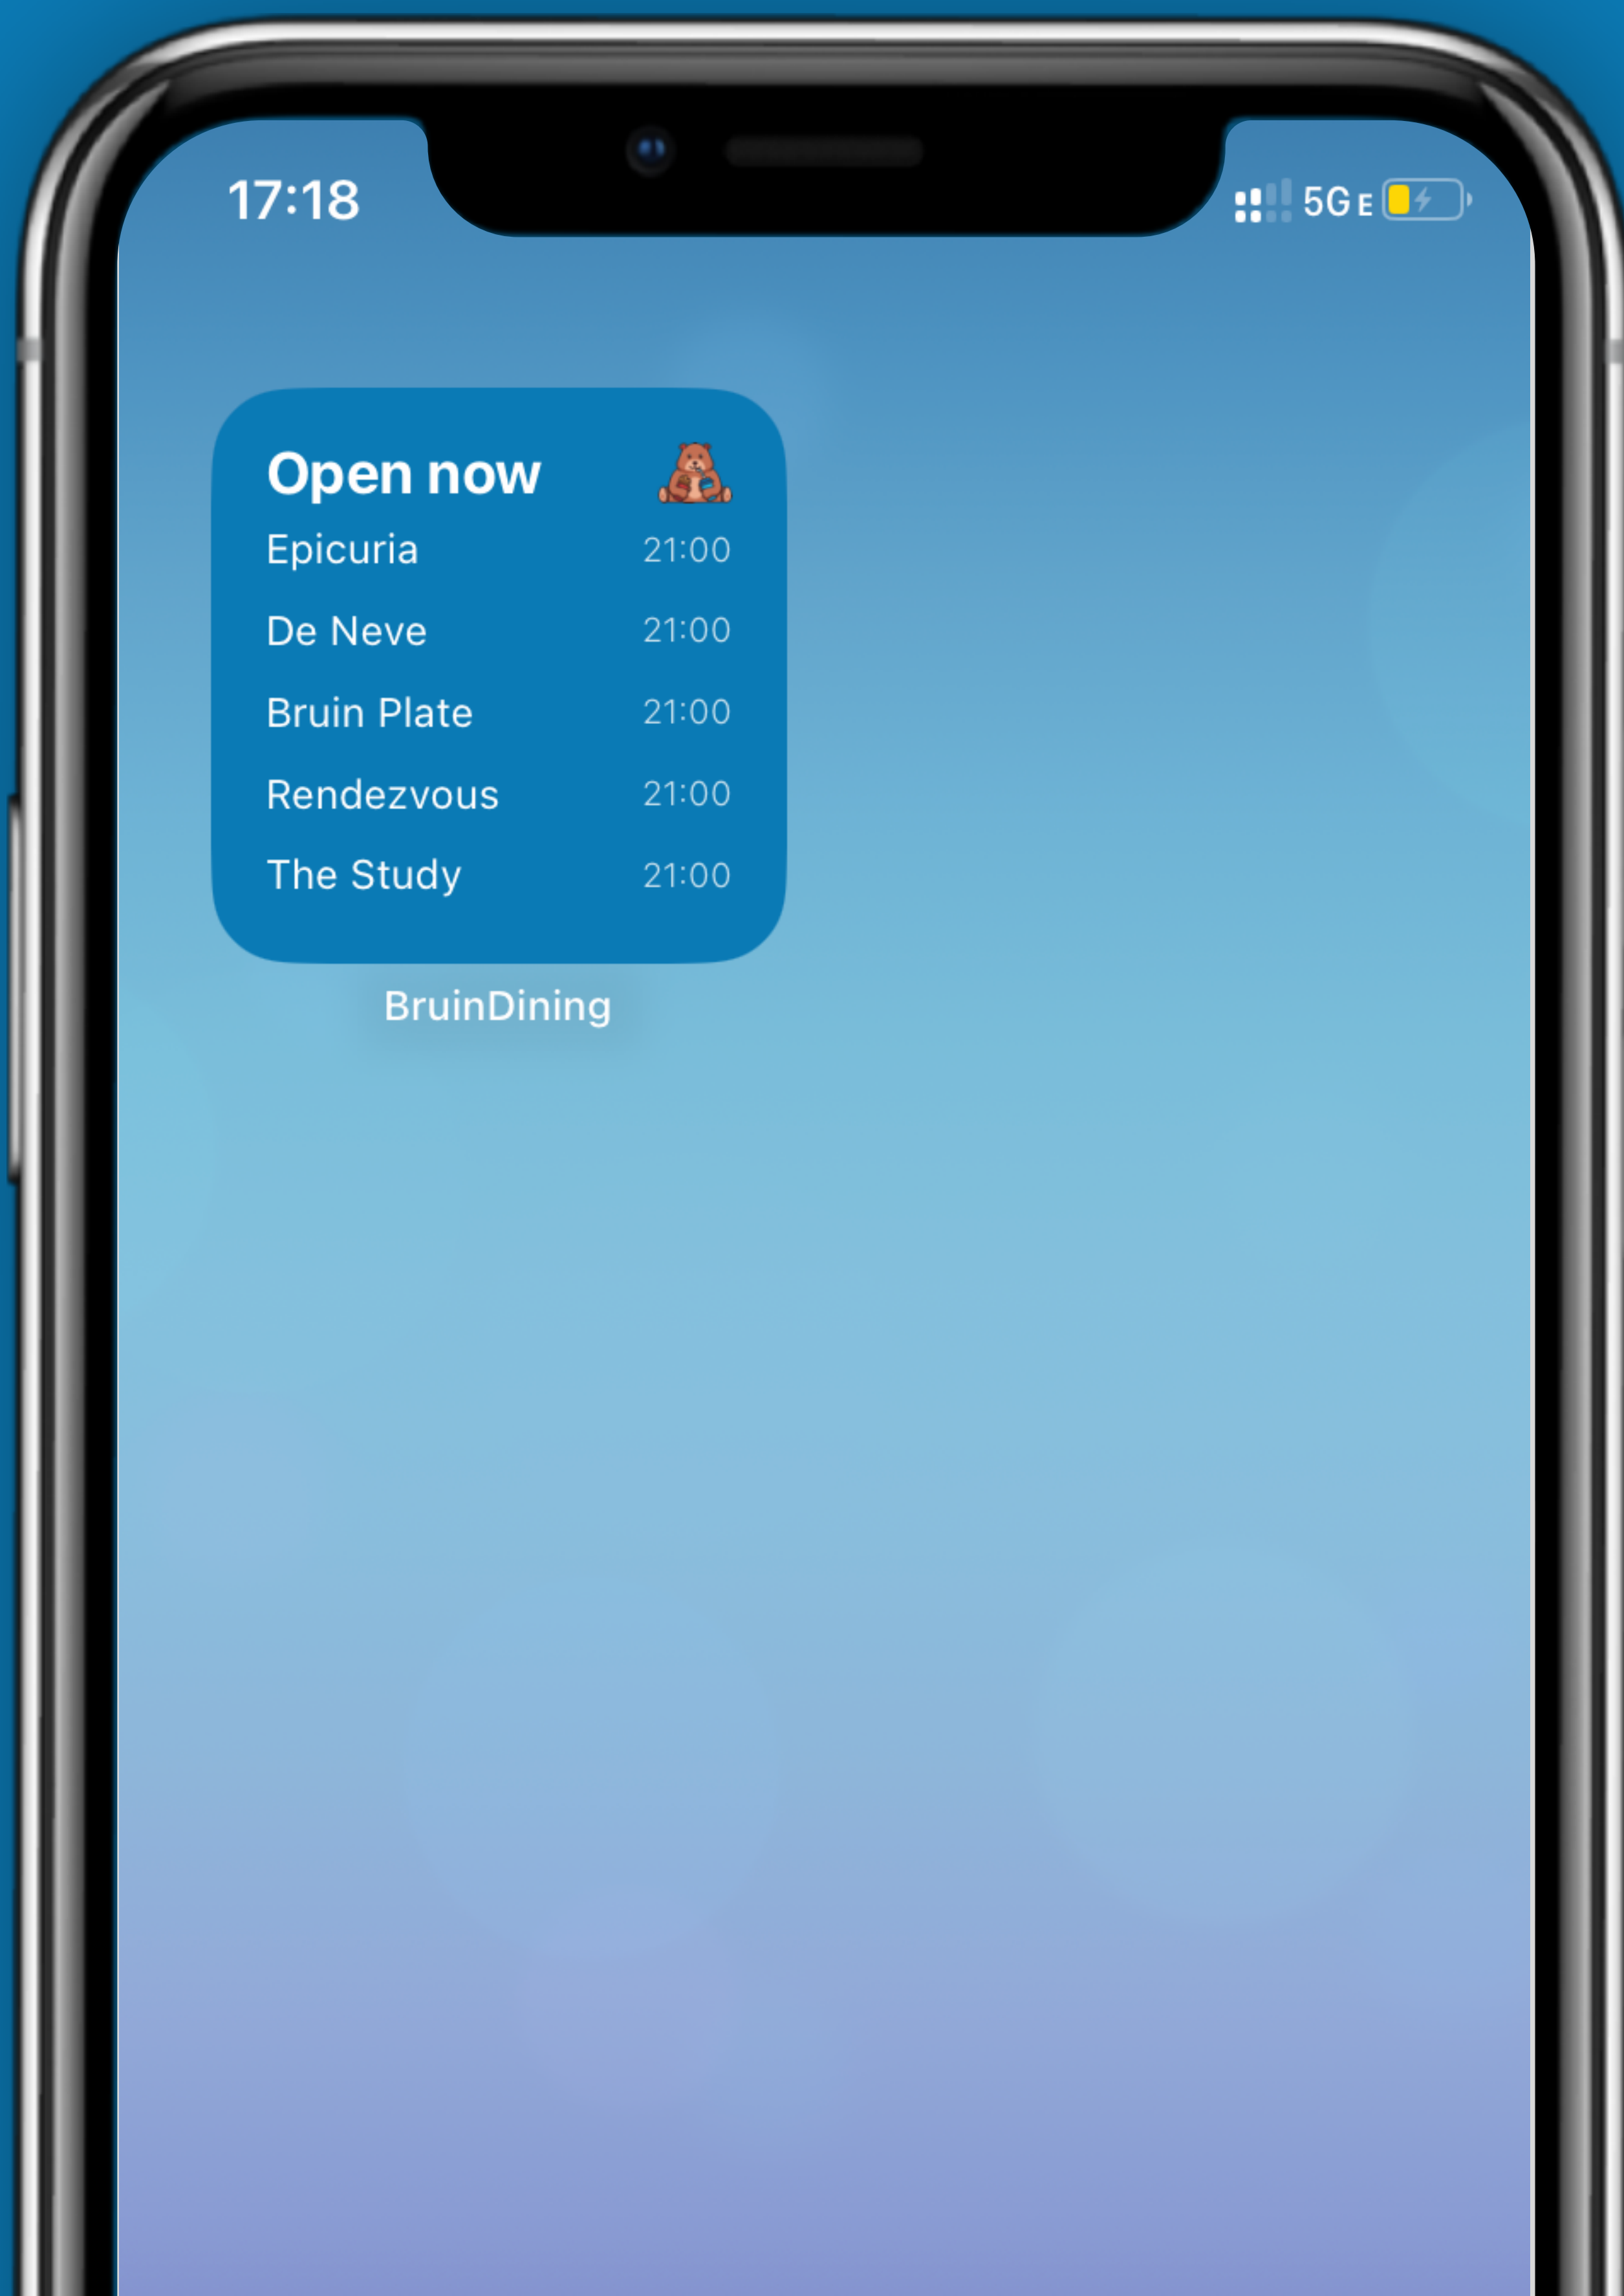 17:18 5G E
Open now
Epicuria 21:00
De Neve 21:00
Bruin Plate 21:00
Rendezvous 21:00
The Study 21:00
BruinDining